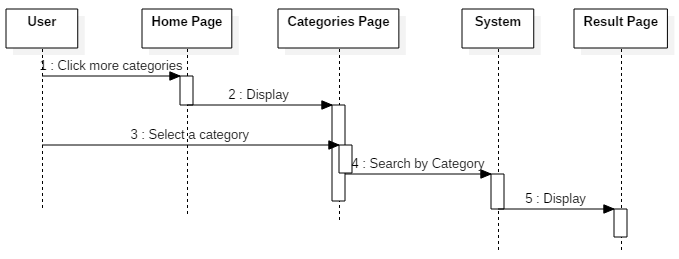 User
Home Page
Categories Page
System
Result Page
1 : Click more categories
2 : Display
3 : Select a category
4 : Search by Category
5 : Display